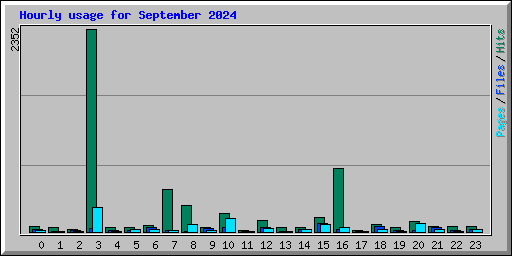 Hourly usage for September 2024
2352
Pages / Files / Hits
0 1 2 3 4 5 6 7 8 9 10 11 12 13 14 15 16 17 18 19 20 21 22 23